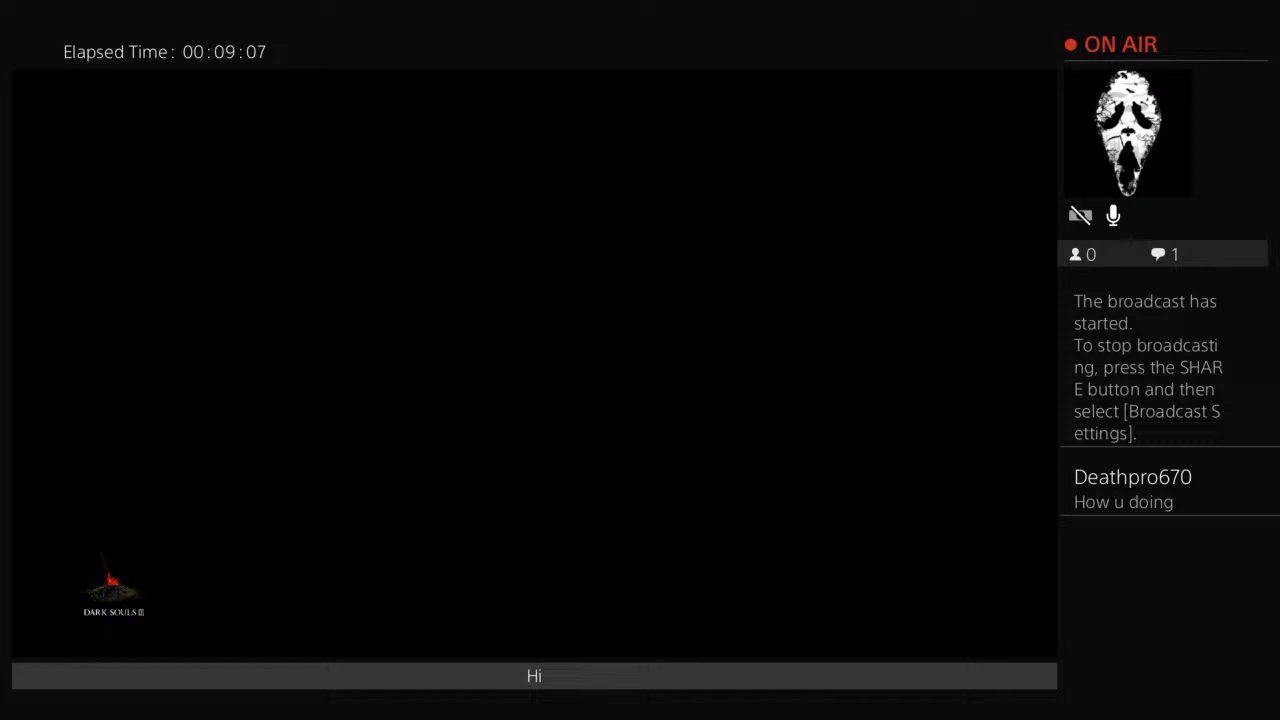 Elapsed Time: 00:09:07
ON AIR
0 1
The broadcast has
started.
To stop broadcasti
ng, press the SHAR
E button and then
select [Broadcast S
ettings].
Deathpro670
How u doing
DARK SOULS III
Hi